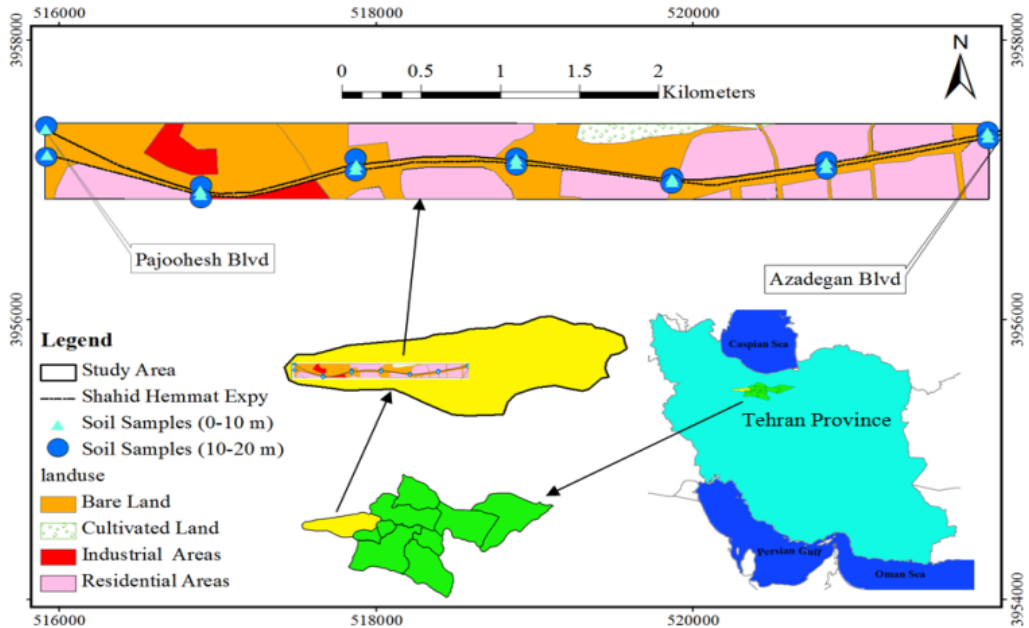 516000
518000
520000
3958000
3958000
0
0.5
1
1.5
2
Kilometers
N
Pajoohesh Blvd
Azadegan Blvd
3956000
3956000
Legend
Study Area
Shahid Hemmat Expy
Soil Samples (0-10 m)
Soil Samples (10-20 m)
landuse
Bare Land
Cultivated Land
Industrial Areas
Residential Areas
Caspian Sea
Tehran Province
Persian Gulf
Oman Sea
3954000
3954000
516000
518000
520000